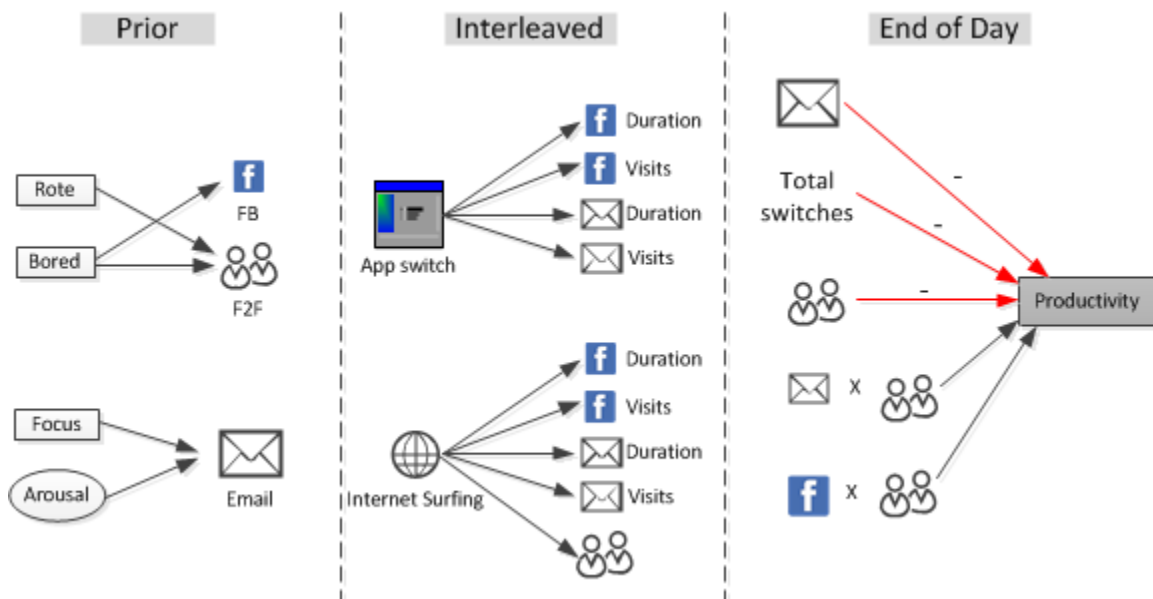 Prior
Rote
Bored
FB
F2F
Focus
Arousal
Email
Interleaved
App switch
f Duration
f Visits
Duration
Visits
Internet Surfing
f Duration
f Visits
Duration
Visits
End of Day
-
Total
switches
-
-
Productivity
X
f X